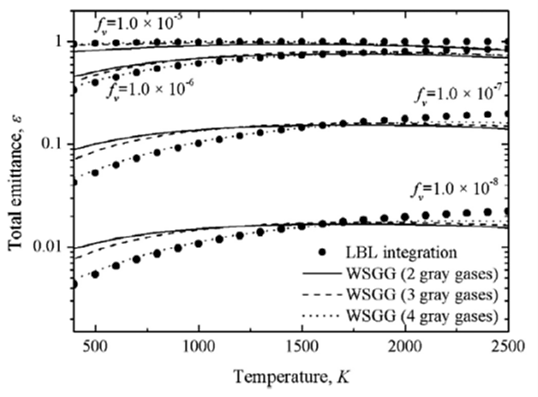 f_v=1.0 × 10^-5
1
f_v=1.0 × 10^-6
f_v=1.0 × 10^-7
0.1
f_v=1.0 × 10^-8
0.01
Total emittance, ε
LBL integration
WSGG (2 gray gases)
WSGG (3 gray gases)
WSGG (4 gray gases)
500 1000 1500 2000 2500
Temperature, K